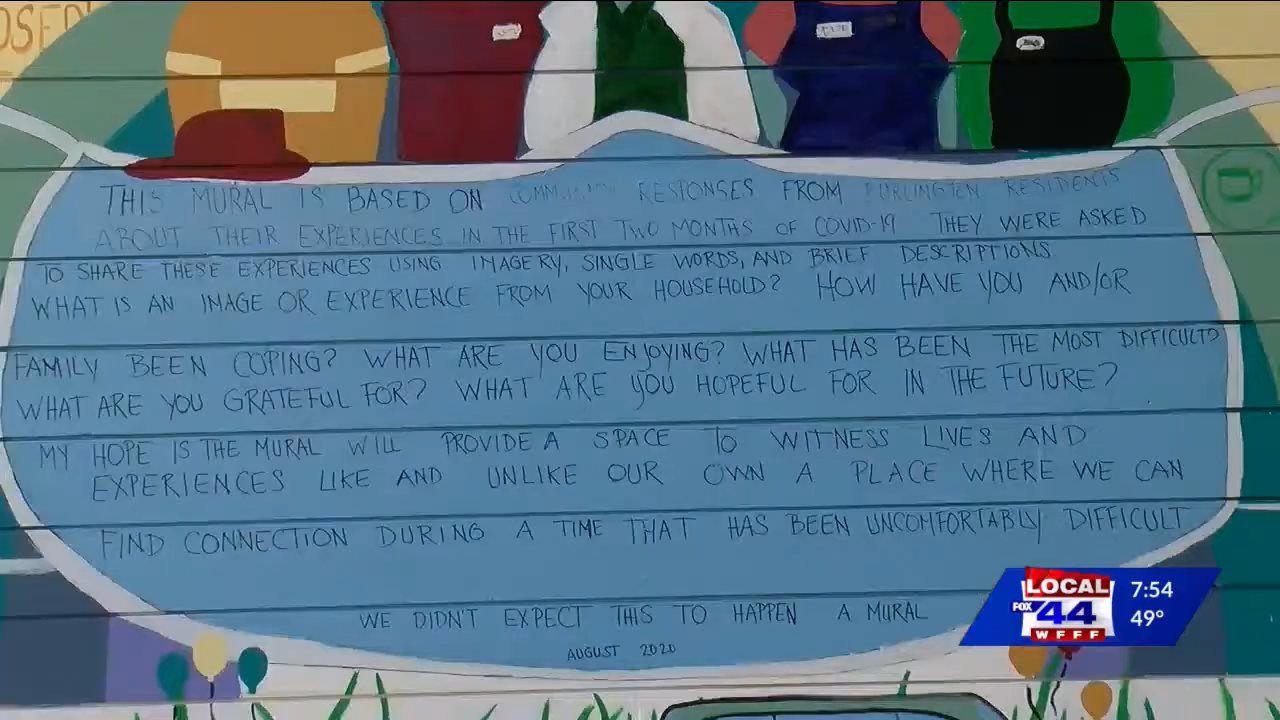 OSED
THIS MURAL IS BASED ON COMMUNITY RESPONSES FROM BURLINGTON RESIDENTS
ABOUT THEIR EXPERIENCES IN THE FIRST TWO MONTHS OF COVID-19 THEY WERE ASKED
TO SHARE THESE EXPERIENCES USING IMAGERY, SINGLE WORDS, AND BRIEF DESCRIPTIONS
WHAT IS AN IMAGE OR EXPERIENCE FROM YOUR HOUSEHOLD? HOW HAVE YOU AND/OR
FAMILY BEEN COPING? WHAT ARE YOU ENJOYING? WHAT HAS BEEN THE MOST DIFFICULT?
WHAT ARE YOU GRATEFUL FOR? WHAT ARE YOU HOPEFUL FOR IN THE FUTURE?
MY HOPE IS THE MURAL WILL PROVIDE A SPACE TO WITNESS LIVES AND
EXPERIENCES LIKE AND UNLIKE OUR OWN A PLACE WHERE WE CAN
FIND CONNECTION DURING A TIME THAT HAS BEEN UNCOMFORTABLY DIFFICULT
WE DIDN'T EXPECT THIS TO HAPPEN A MURAL
AUGUST 2020
LOCAL
FOX 44
WFFF
7:54
49°